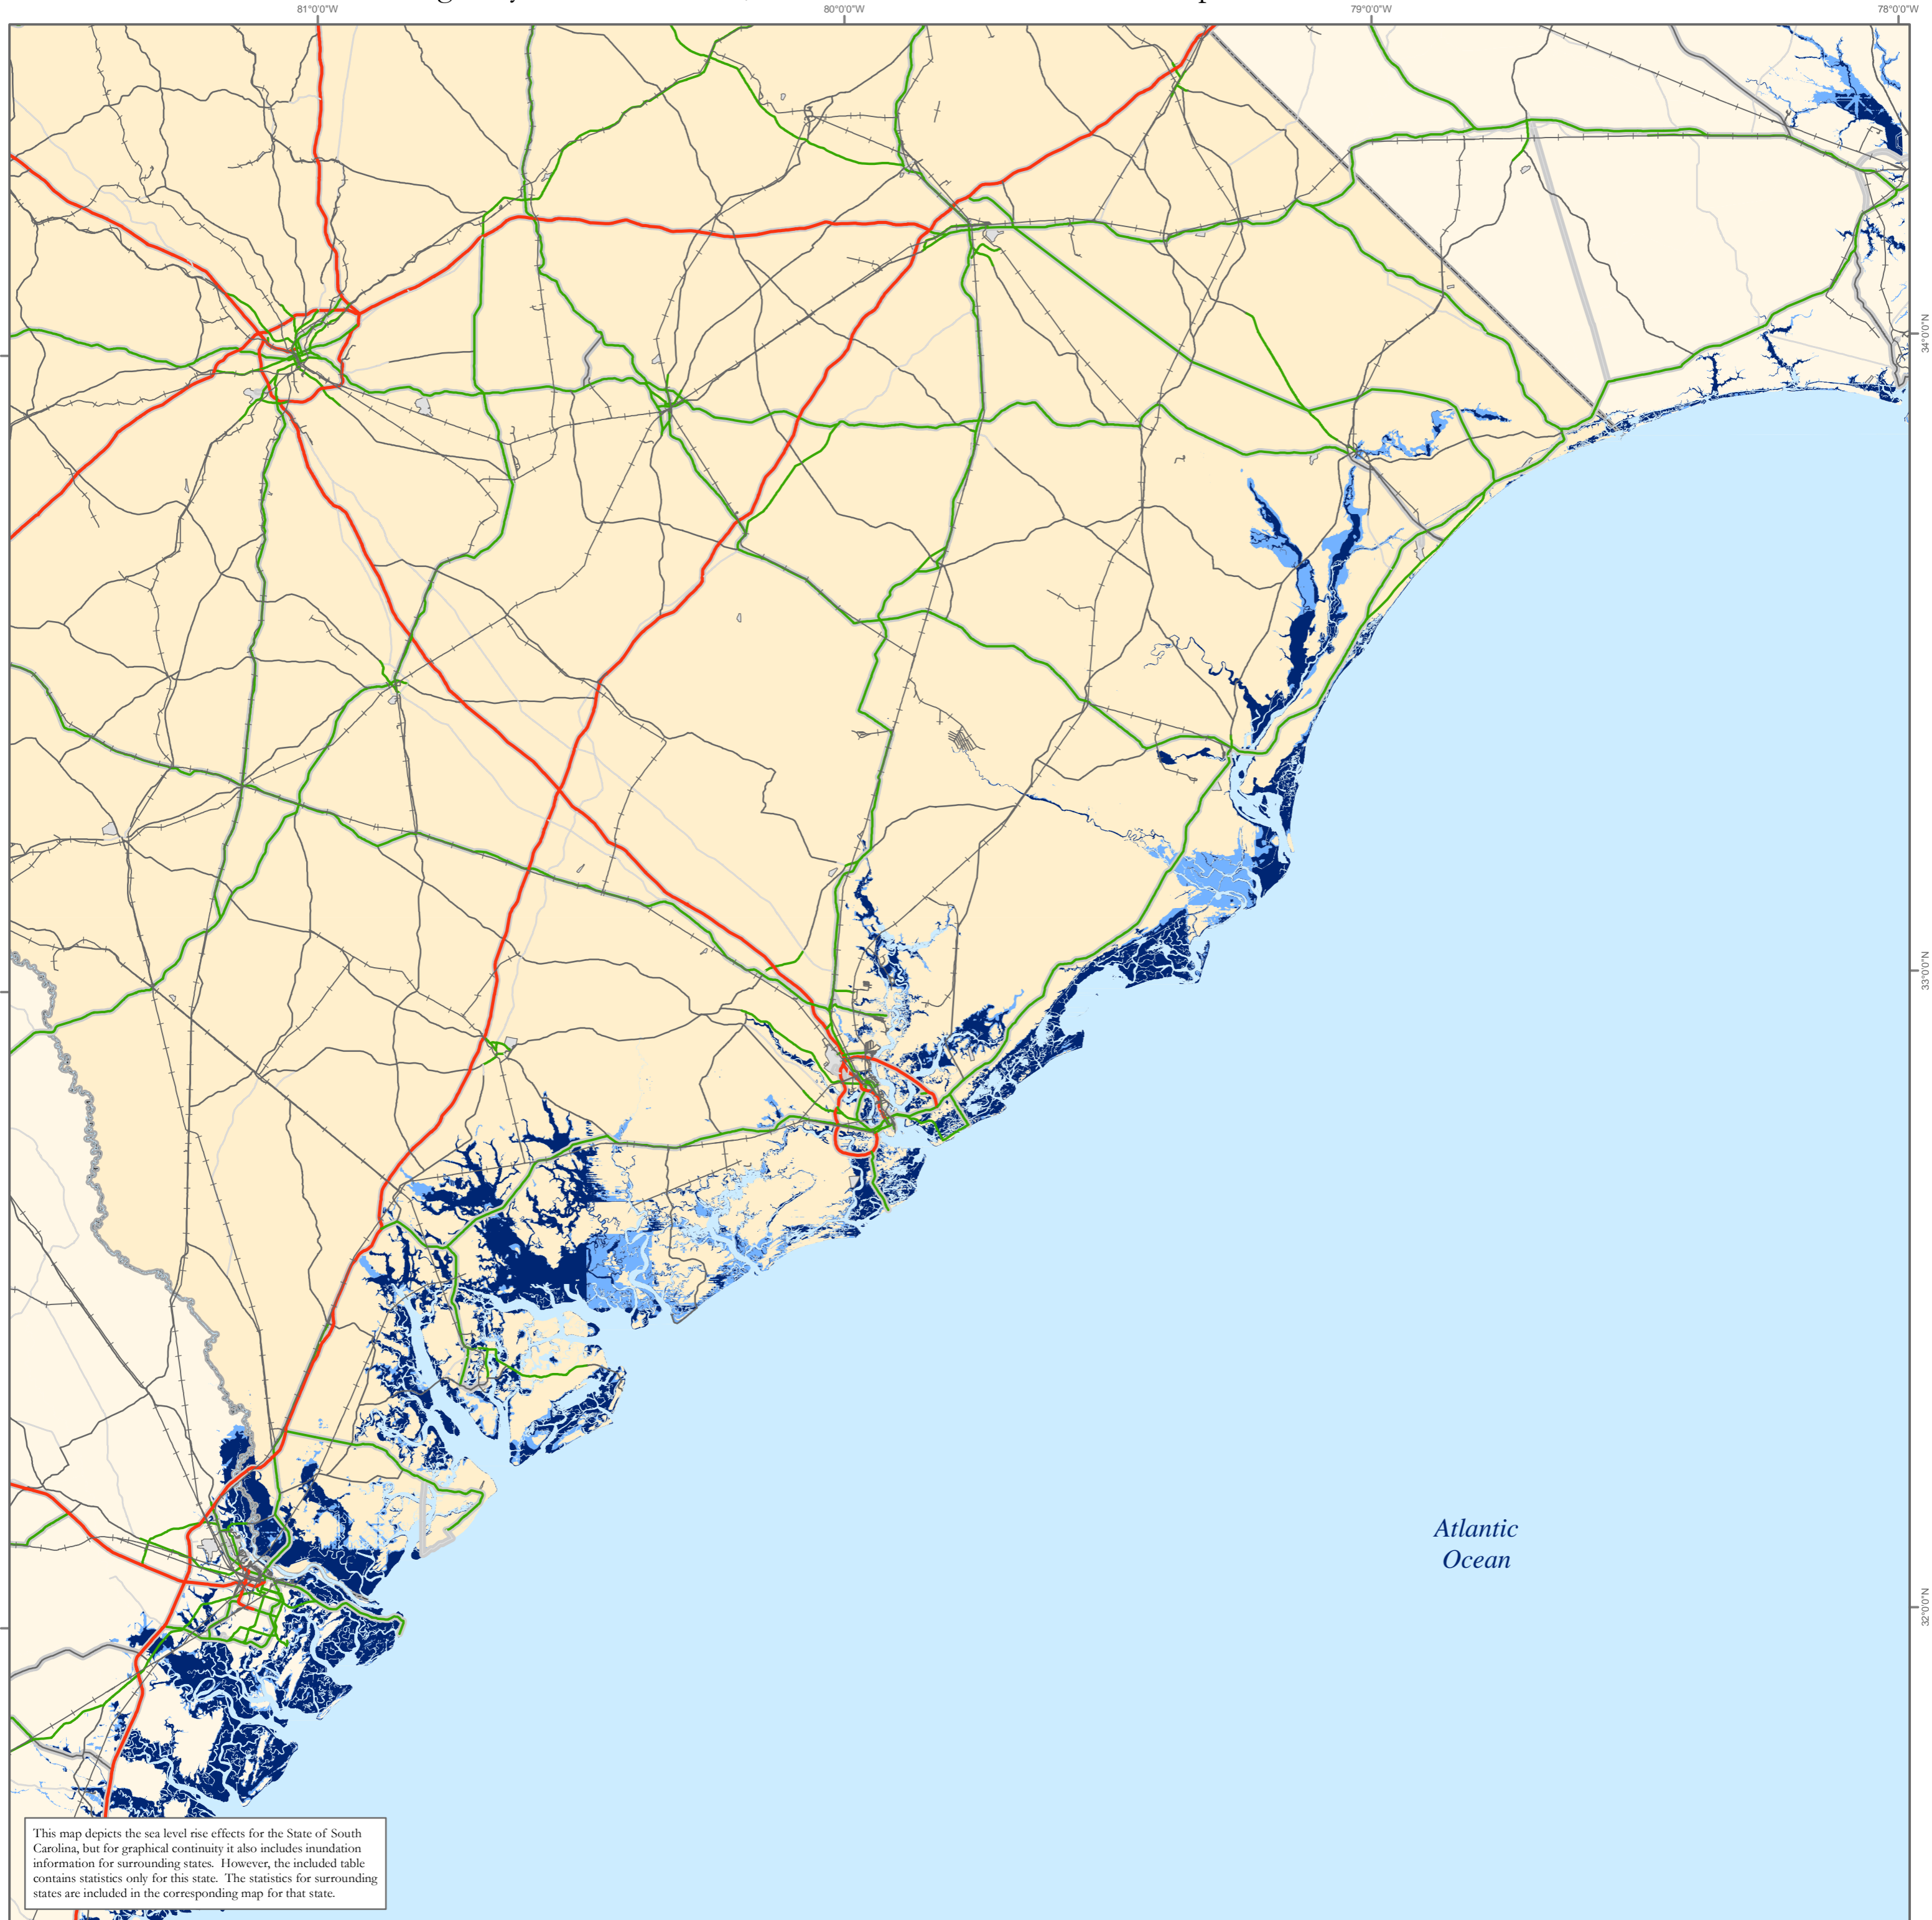 81°0'0"W
80°0'0"W
79°0'0"W
78°0'0"W
34°0'0"N
33°0'0"N
Atlantic
Ocean
32°0'0"N
This map depicts the sea level rise effects for the State of South
Carolina, but for graphical continuity it also includes inundation
information for surrounding states. However, the included table
contains statistics only for this state. The statistics for surrounding
states are included in the corresponding map for that state.